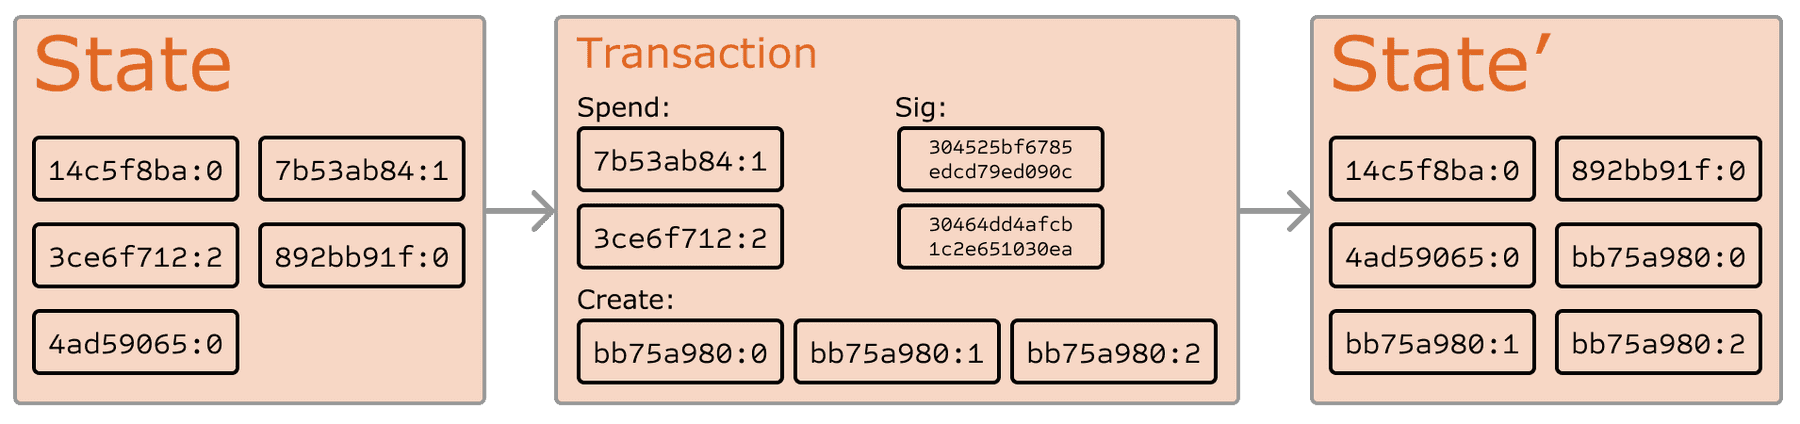 State
14c5f8ba:0 7b53ab84:1
3ce6f712:2 892bb91f:0
4ad59065:0
Transaction
Spend: Sig:
7b53ab84:1 304525bf6785
edcd79ed090c
3ce6f712:2 30464dd4afcb
1c2e651030ea
Create:
bb75a980:0 bb75a980:1 bb75a980:2
State’
14c5f8ba:0 892bb91f:0
4ad59065:0 bb75a980:0
bb75a980:1 bb75a980:2